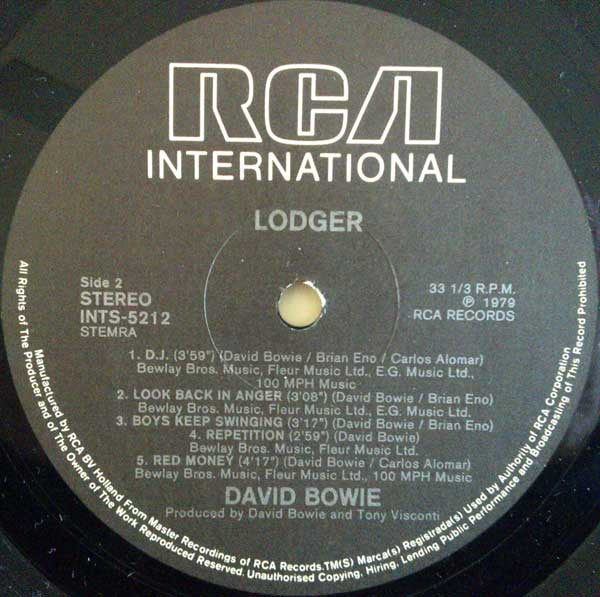 RCA
INTERNATIONAL
LODGER
Side 2
STEREO
INTS-5212
STEMRA
33 1/3 R.P.M.
℗ 1979
RCA RECORDS
1. D.J. (3'59") (David Bowie / Brian Eno / Carlos Alomar)
Bewlay Bros. Music, Fleur Music Ltd., E.G. Music Ltd.,
100 MPH Music
2. LOOK BACK IN ANGER (3'08") (David Bowie / Brian Eno)
Bewlay Bros. Music, Fleur Music Ltd., E.G. Music Ltd.
3. BOYS KEEP SWINGING (3'17") (David Bowie / Brian Eno)
4. REPETITION (2'59") (David Bowie)
Bewlay Bros. Music, Fleur Music Ltd.
5. RED MONEY (4'17") (David Bowie / Carlos Alomar)
Bewlay Bros. Music, Fleur Music Ltd., 100 MPH Music
DAVID BOWIE
Produced by David Bowie and Tony Visconti
Manufactured by RCA BV Holland From Master Recordings of RCA Records.TM(S) Marca(s) Registrada(s) Used by Authority of RCA Corporation
All Rights of The Producer and of The Owner of The Work Reproduced Reserved. Unauthorised Copying, Hiring, Lending Public Performance and Broadcasting of This Record Prohibited